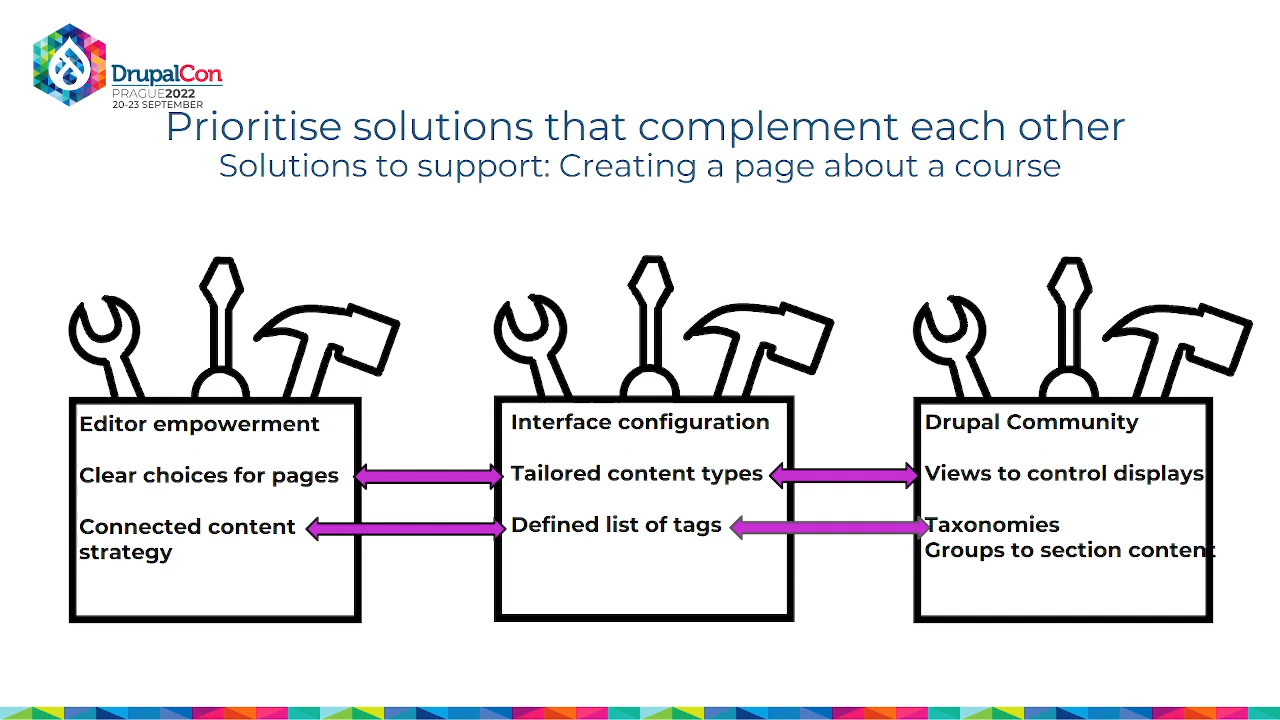 DrupalCon
PRAGUE2022
20-23 SEPTEMBER
Prioritise solutions that complement each other
Solutions to support: Creating a page about a course
Editor empowerment
Clear choices for pages
Connected content
strategy
Interface configuration
Tailored content types
Defined list of tags
Drupal Community
Views to control displays
Taxonomies
Groups to section content